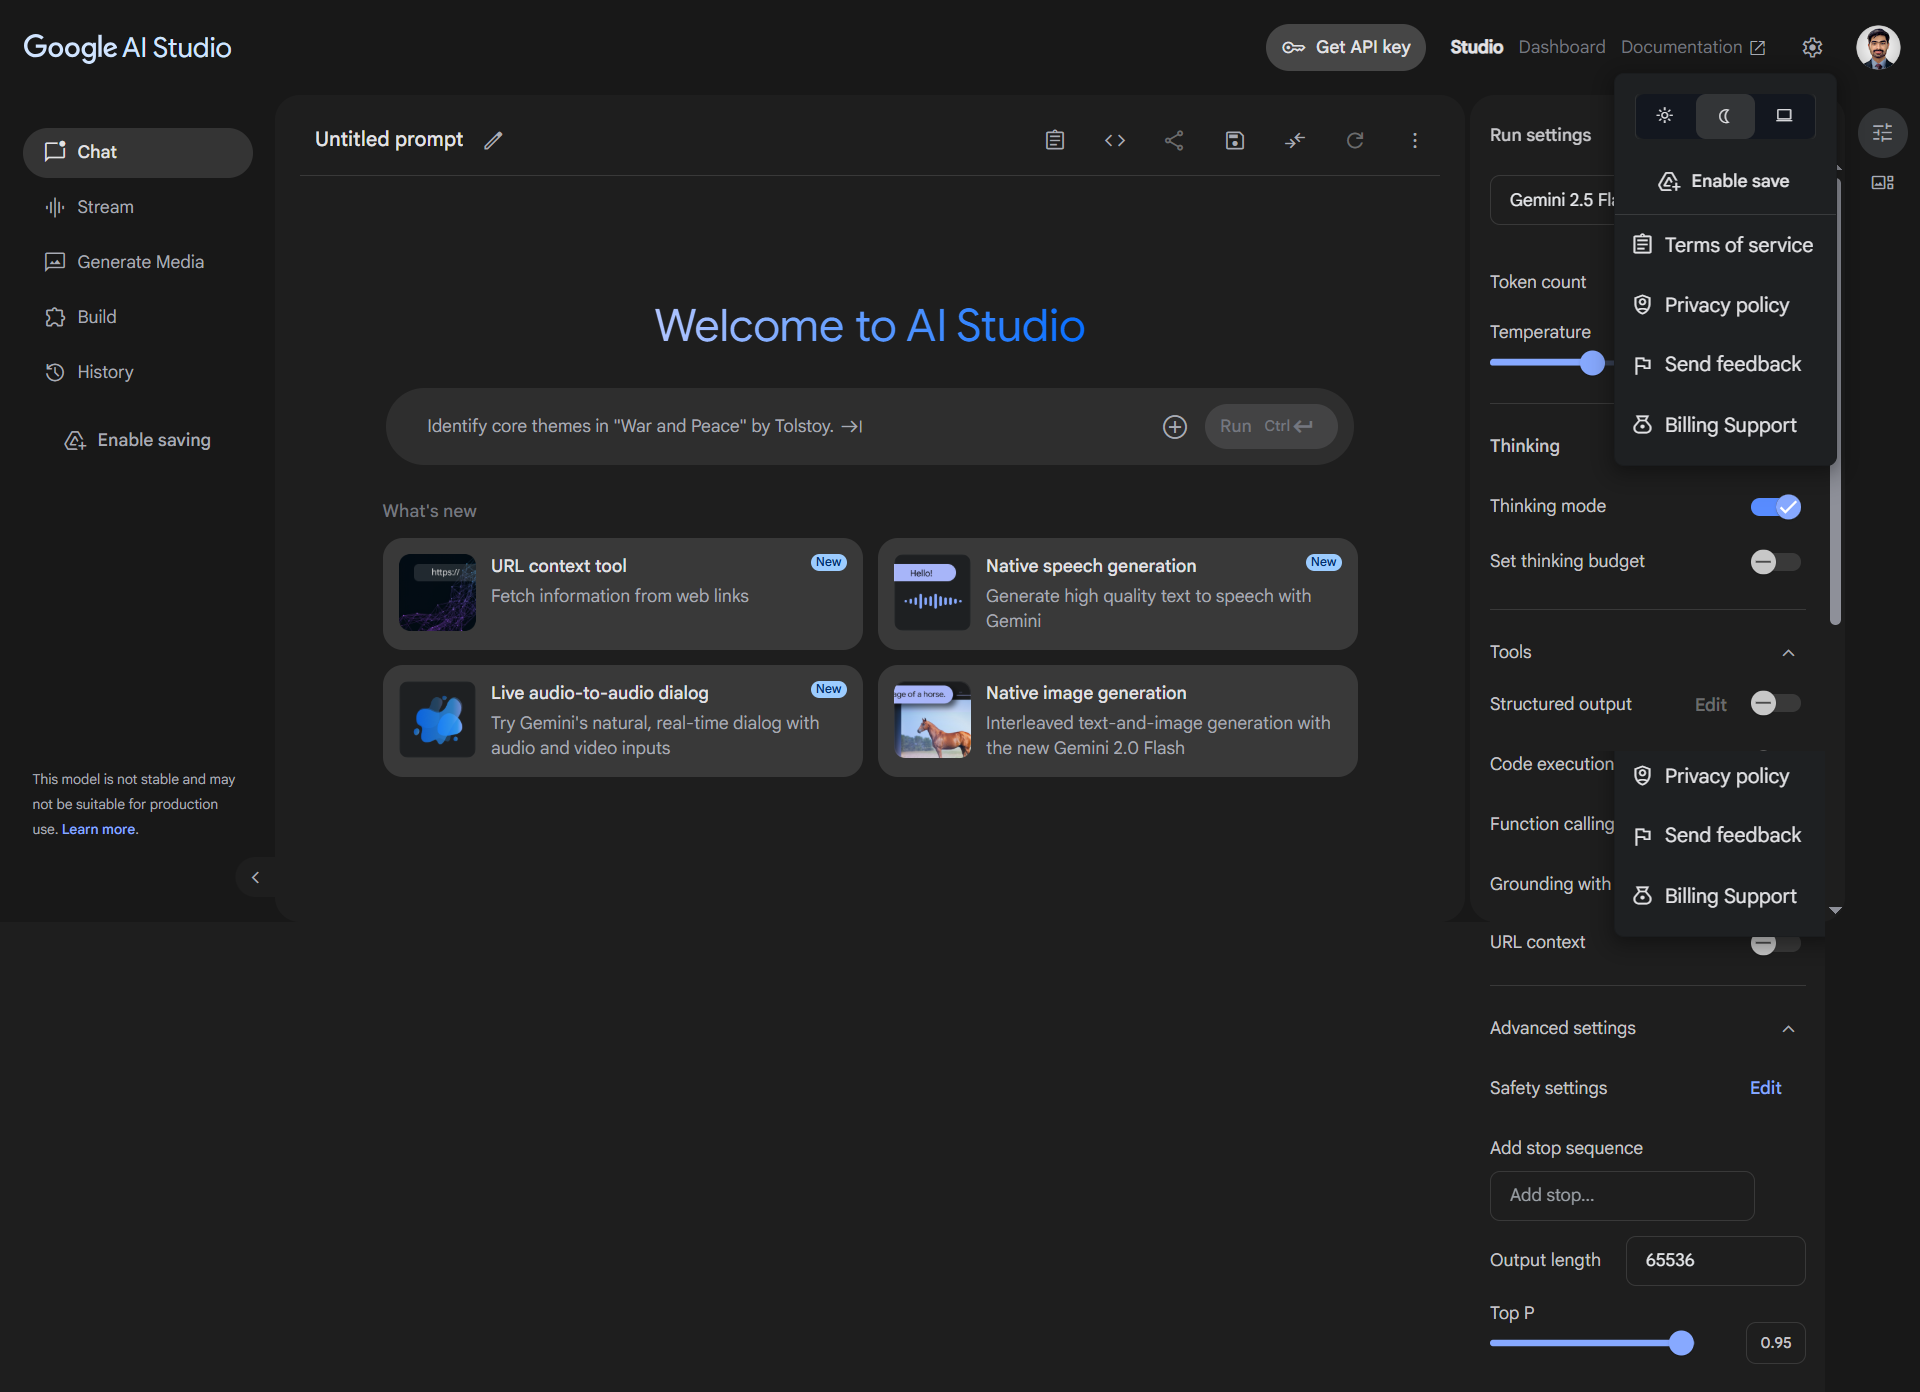 Google AI Studio
Get API key
Studio
Dashboard
Documentation
Chat
Stream
Generate Media
Build
History
Enable saving
This model is not stable and may
not be suitable for production
use. Learn more.
Untitled prompt
Welcome to AI Studio
Identify core themes in "War and Peace" by Tolstoy.
Run Ctrl
What's new
https://
URL context tool
New
Fetch information from web links
Hello!
Native speech generation
New
Generate high quality text to speech with
Gemini
Live audio-to-audio dialog
New
Try Gemini's natural, real-time dialog with
audio and video inputs
age of a horse.
Native image generation
Interleaved text-and-image generation with
the new Gemini 2.0 Flash
Run settings
Gemini 2.5 Fla
Token count
Temperature
Enable save
Terms of service
Privacy policy
Send feedback
Billing Support
Thinking
Thinking mode
Set thinking budget
Tools
Structured output
Edit
Code execution
Function calling
Grounding with
Privacy policy
Send feedback
Billing Support
URL context
Advanced settings
Safety settings
Edit
Add stop sequence
Add stop...
Output length
65536
Top P
0.95